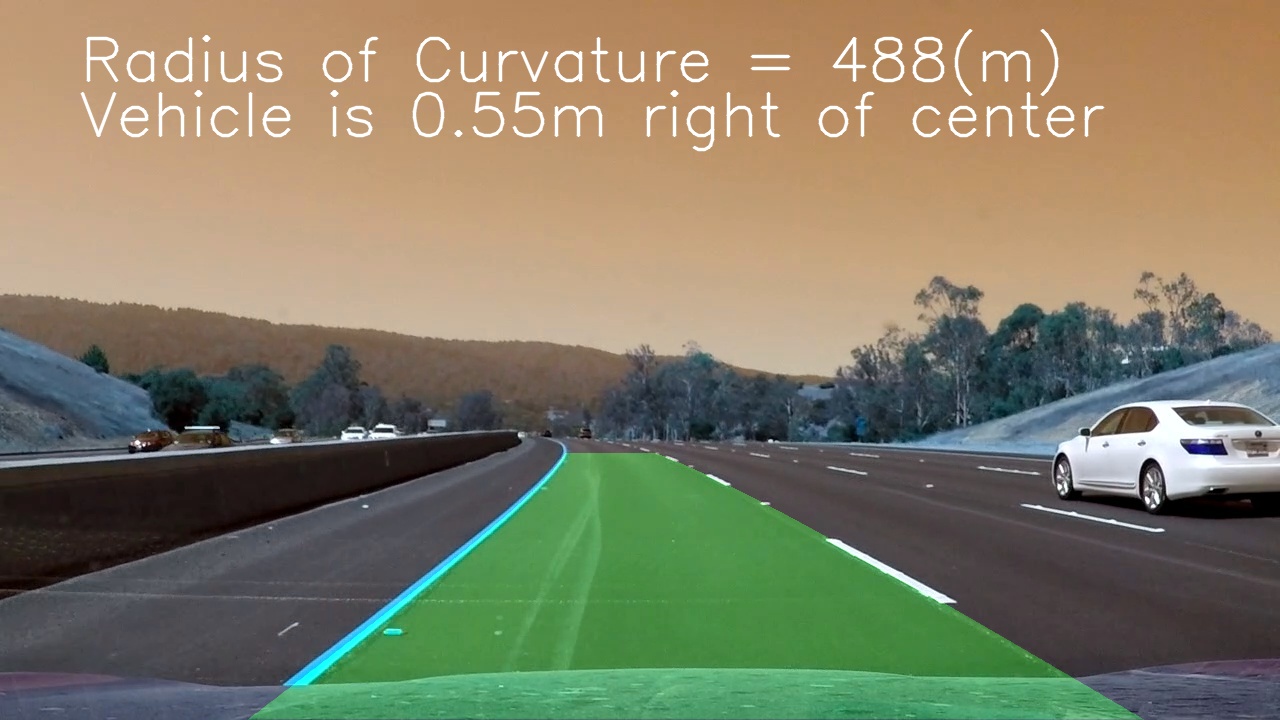 Radius of Curvature = 488(m)
Vehicle is 0.55m right of center